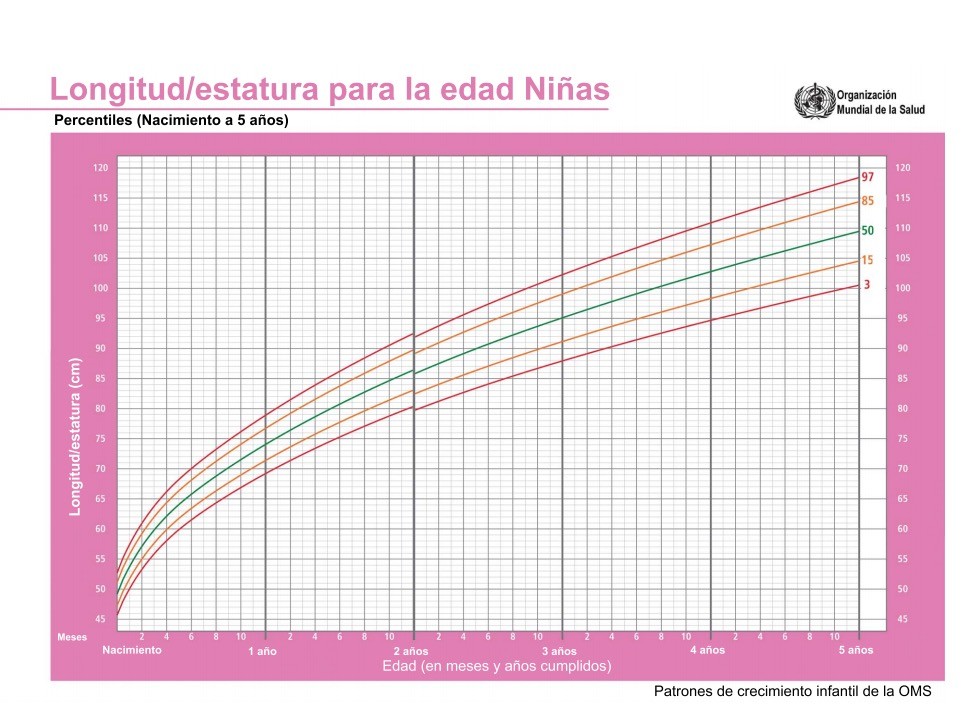 Longitud/estatura para la edad Niñas
Percentiles (Nacimiento a 5 años)
Organización
Mundial de la Salud
120 120
97
115 115
85
110 110
50
105 105
15
100 100
3
95 95
90 90
85 85
80 80
75 75
70 70
65 65
60 60
55 55
50 50
45 45
Longitud/estatura (cm)
Meses 2 4 6 8 10 2 4 6 8 10 2 4 6 8 10 2 4 6 8 10 2 4 6 8 10
Nacimiento 1 año 2 años 3 años 4 años 5 años
Edad (en meses y años cumplidos)
Patrones de crecimiento infantil de la OMS